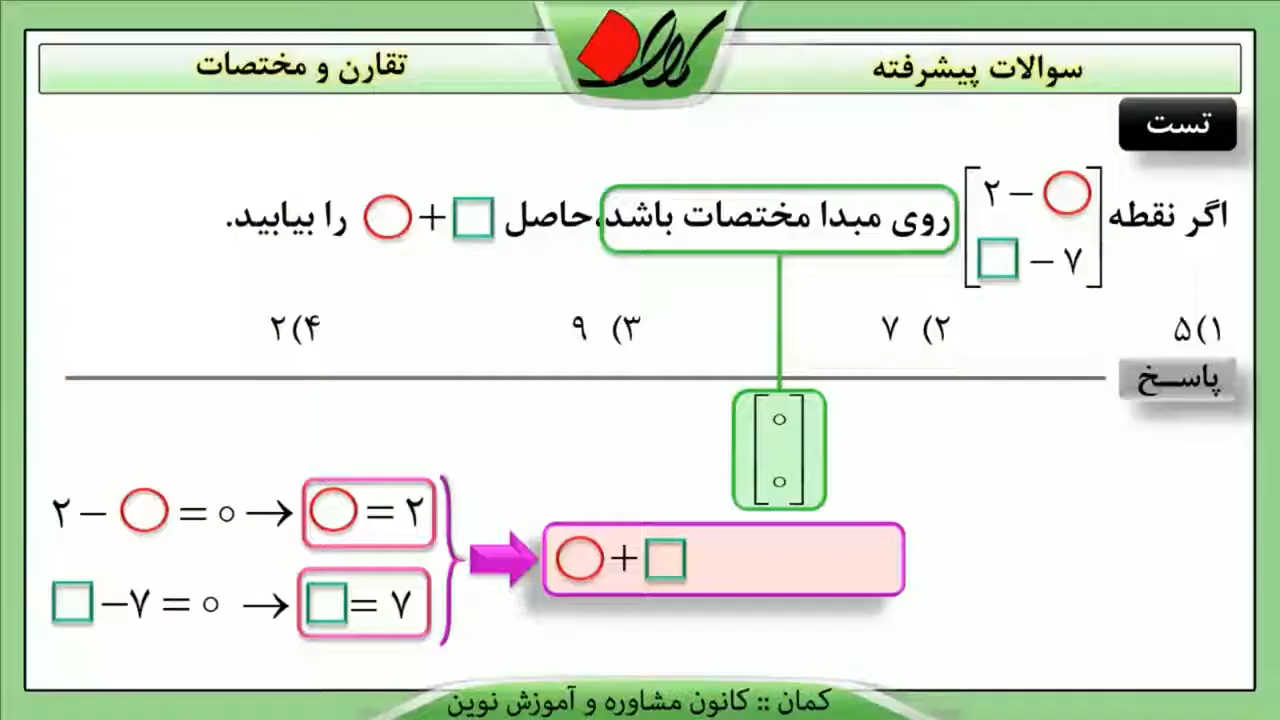 سوالات پیشرفته
تقارن و مختصات
تست
اگر نقطه [۲ − ○ / □ − ۷] روی مبدا مختصات باشد،حاصل □+○ را بیابید.
۱)۵ ۲) ۷ ۳) ۹ ۴)۲
پاسـخ
[۰ / ۰]
۲ − ○ = ۰ → ○ = ۲
○ + □
□ −۷ = ۰ → □ = ۷
کمان :: کانون مشاوره و آموزش نوین